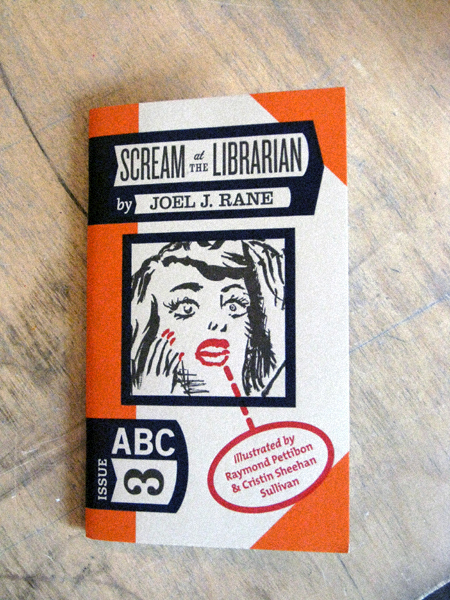 SCREAM at THE LIBRARIAN
by JOEL J. RANE
Illustrated by
Raymond Pettibon
& Cristin Sheehan
Sullivan
ISSUE ABC
3